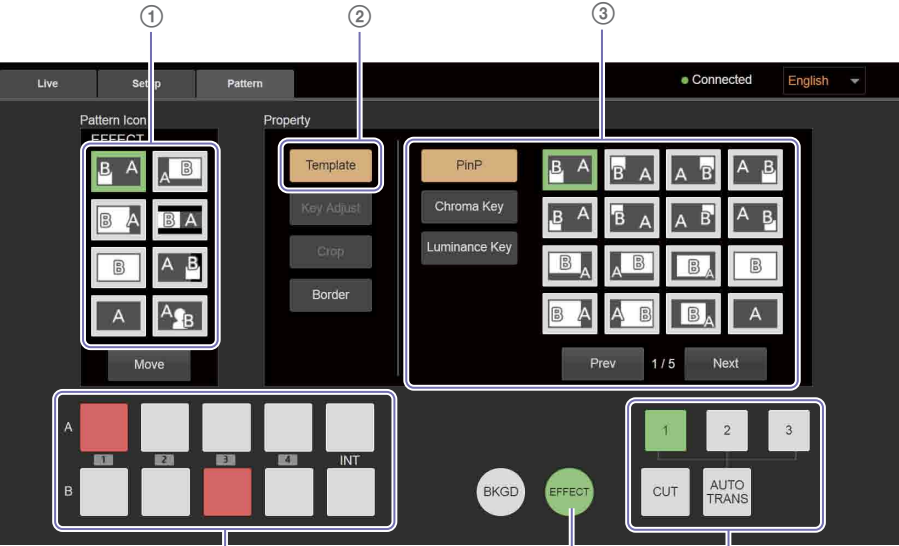 ① ② ③
Live Setup Pattern Connected English
Pattern Icon Property
EFFECT
Template PinP
Key Adjust Chroma Key
Crop Luminance Key
Border
Move Prev 1 / 5 Next
B A A B B A B A A B A B
B A B A B A B A A B A B
B A B B A A B B A B
A A B B A A B B A A
A 1 2 3
1 2 3 4 INT
B BKGD EFFECT CUT AUTO
TRANS